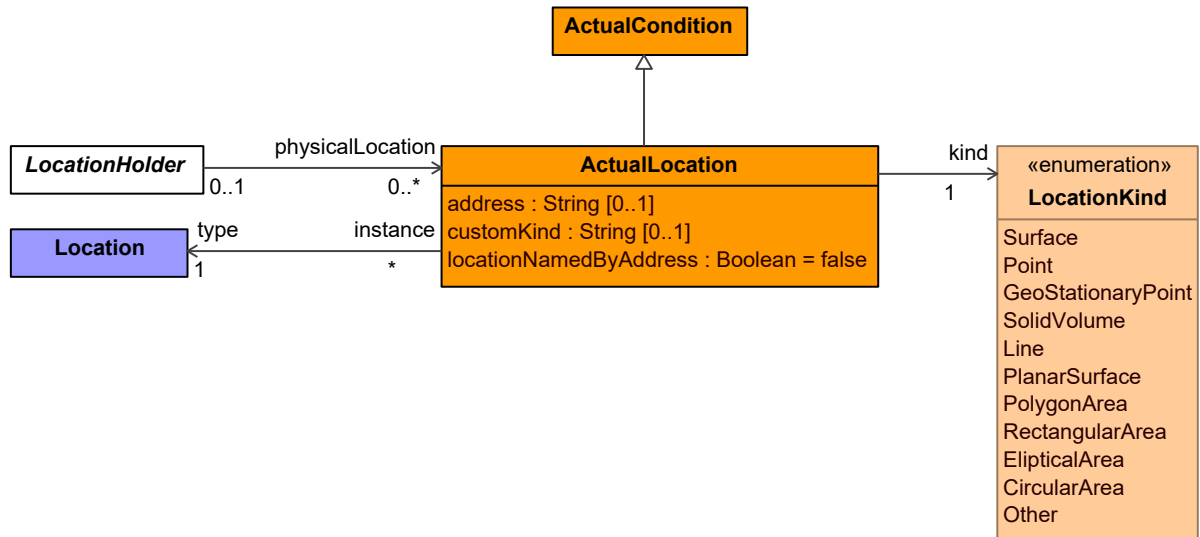 ActualCondition
physicalLocation
LocationHolder
0..1
0..*
ActualLocation
address : String [0..1]
customKind : String [0..1]
locationNamedByAddress : Boolean = false
kind
1
type
instance
Location
1
*
«enumeration»
LocationKind
Surface
Point
GeoStationaryPoint
SolidVolume
Line
PlanarSurface
PolygonArea
RectangularArea
ElipticalArea
CircularArea
Other